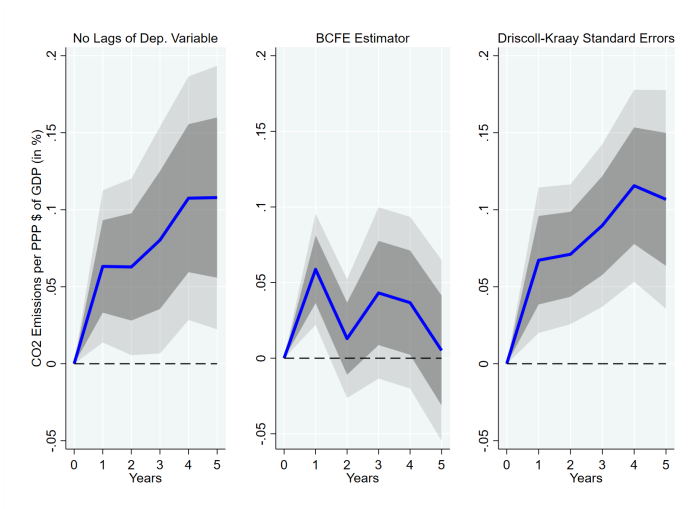 No Lags of Dep. Variable
CO2 Emissions per PPP $ of GDP (in %)
.2
.15
.1
.05
0
-.05
0 1 2 3 4 5
Years
BCFE Estimator
.2
.15
.1
.05
0
-.05
0 1 2 3 4 5
Years
Driscoll-Kraay Standard Errors
.2
.15
.1
.05
0
-.05
0 1 2 3 4 5
Years